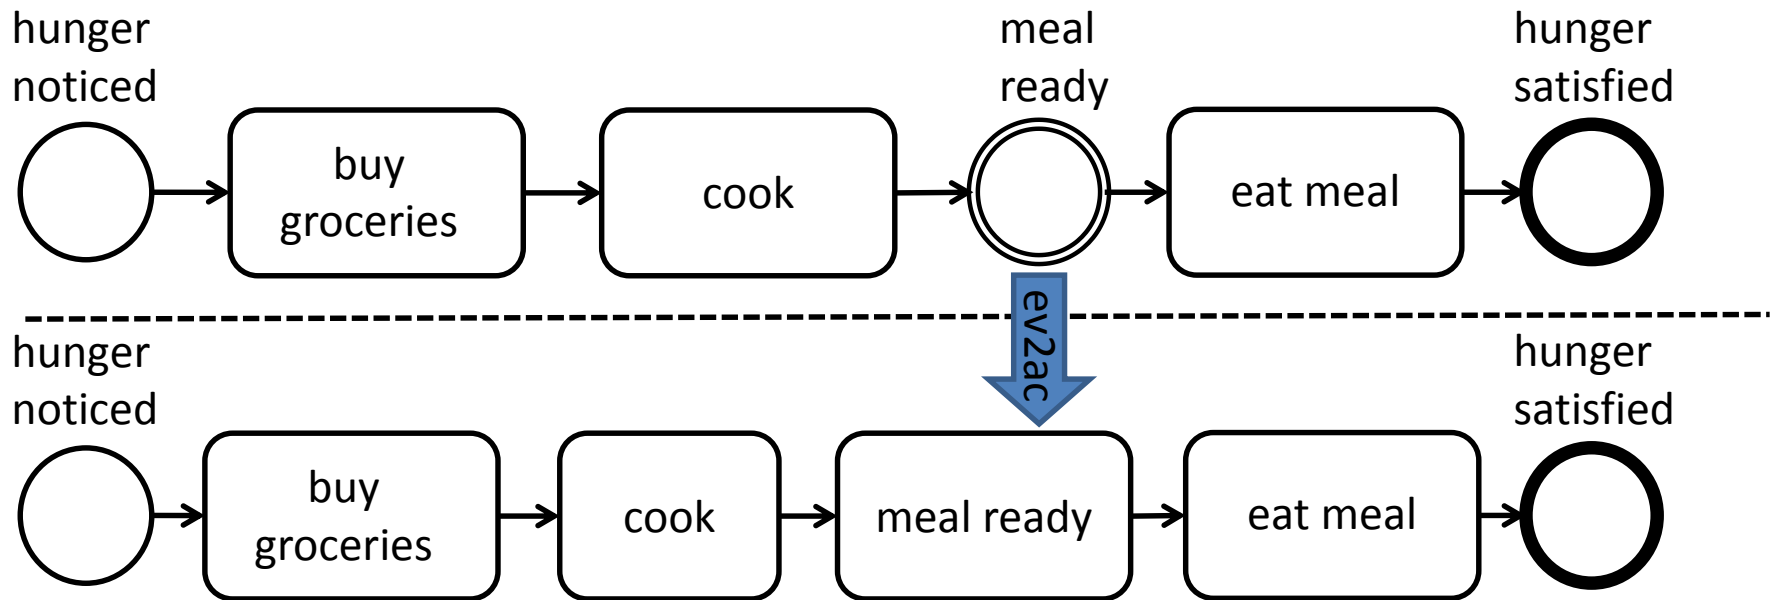 hunger
noticed
meal
ready
hunger
satisfied
buy
groceries
cook
eat meal
ev2ac
hunger
noticed
hunger
satisfied
buy
groceries
cook
meal ready
eat meal